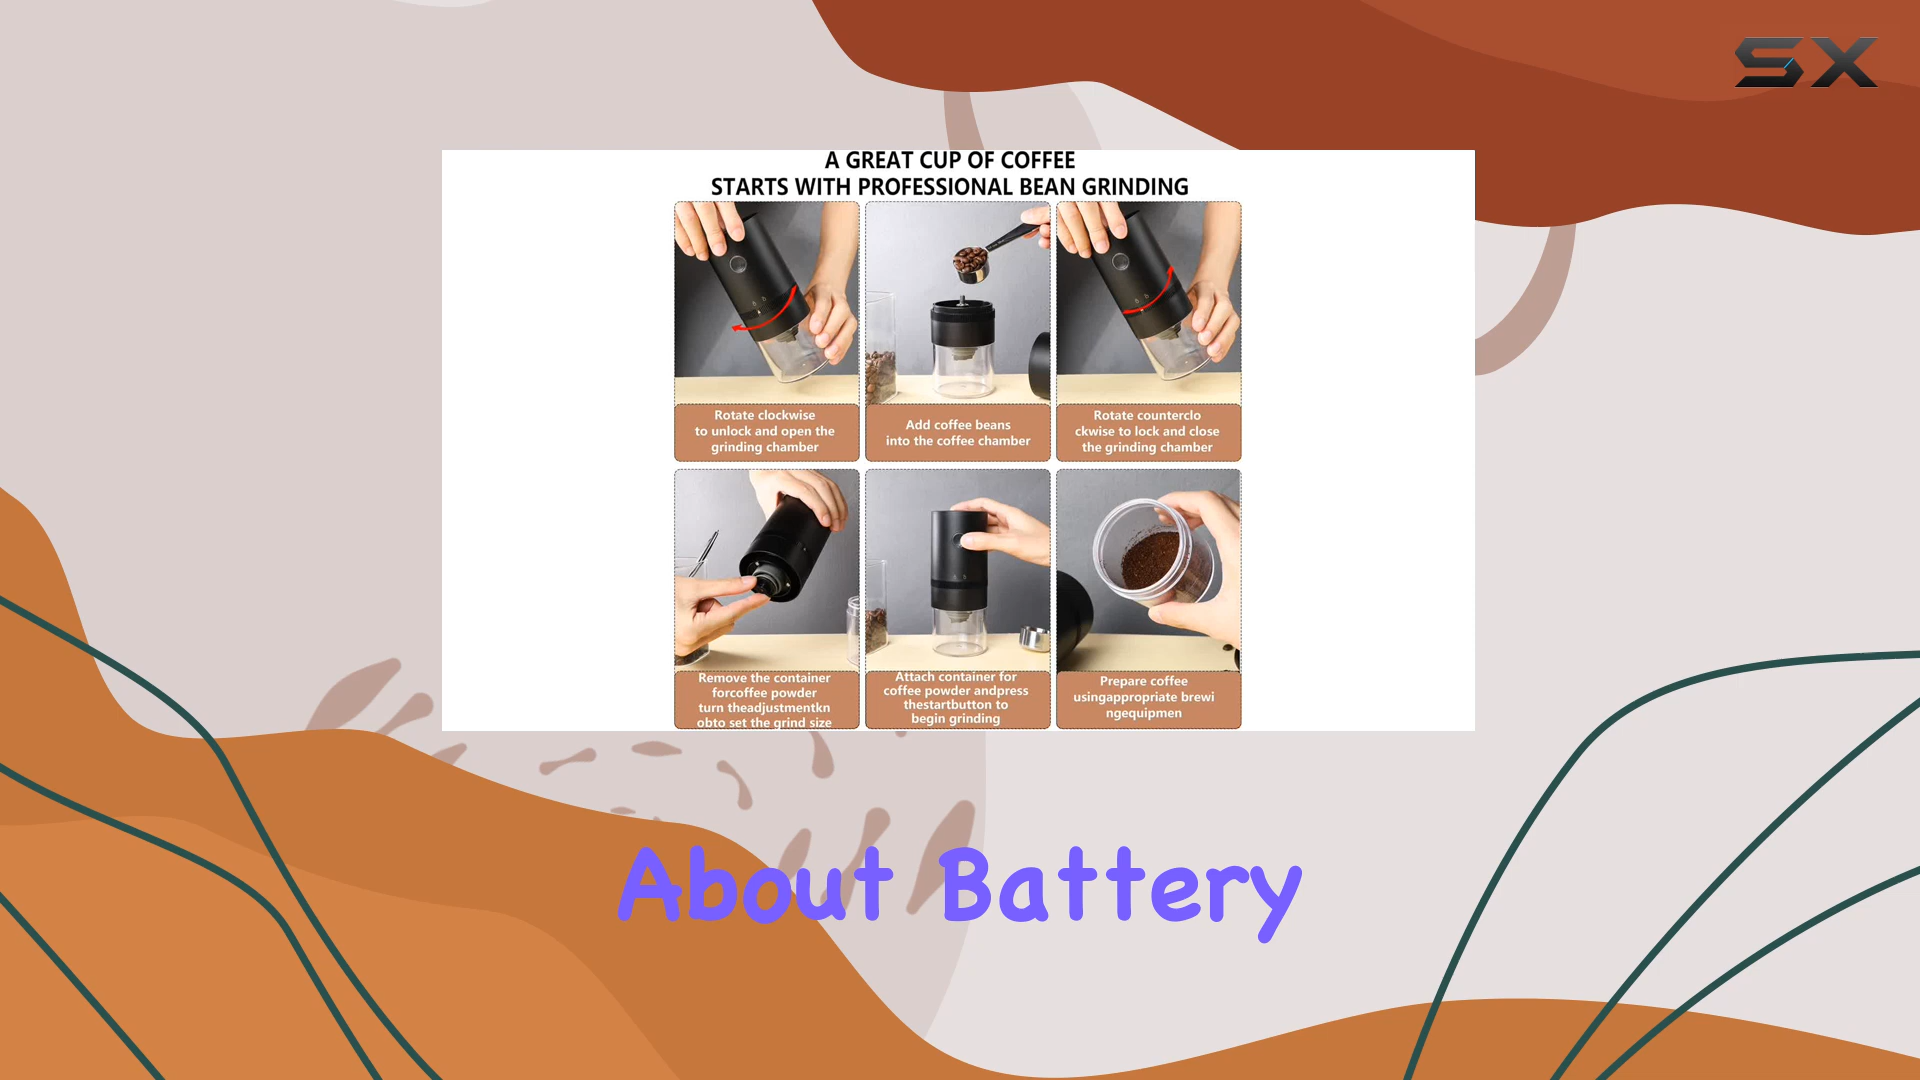 SX
A GREAT CUP OF COFFEE
STARTS WITH PROFESSIONAL BEAN GRINDING
Rotate clockwise
to unlock and open the
grinding chamber
Add coffee beans
into the coffee chamber
Rotate counterclo
ckwise to lock and close
the grinding chamber
Remove the container
forcoffee powder
turn theadjustmentkn
obto set the grind size
Attach container for
coffee powder andpress
thestartbutton to
begin grinding
Prepare coffee
usingappropriate brewi
ngequipmen
About Battery